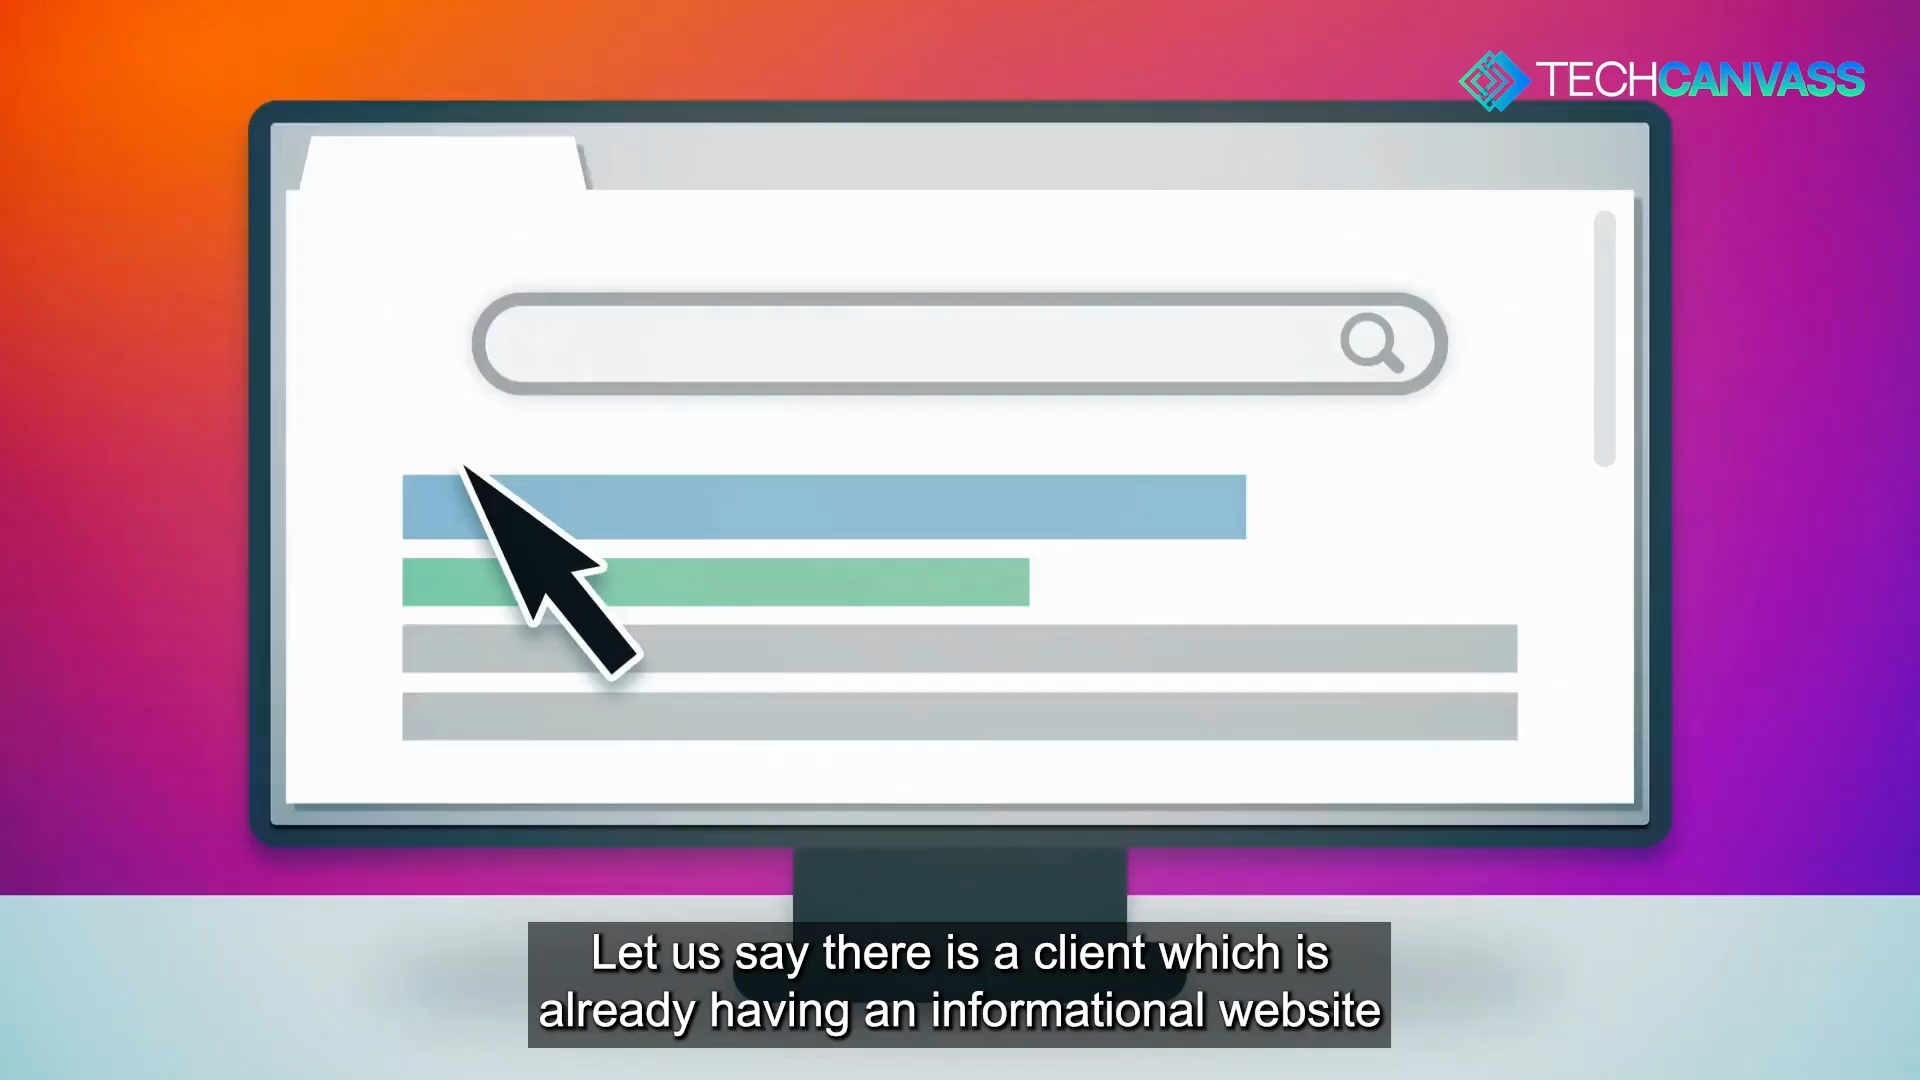 TECHCANVASS
Let us say there is a client which is
already having an informational website